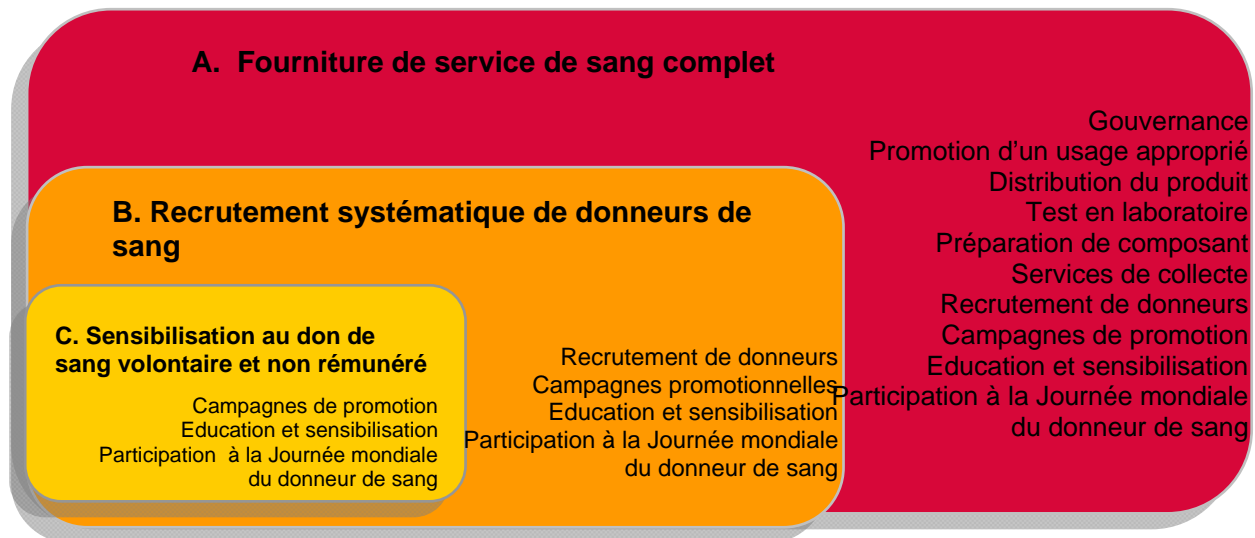 A. Fourniture de service de sang complet
Gouvernance
Promotion d'un usage approprié
Distribution du produit
Test en laboratoire
Préparation de composant
Services de collecte
Recrutement de donneurs
Campagnes de promotion
Education et sensibilisation
Participation à la Journée mondiale
du donneur de sang
B. Recrutement systématique de donneurs de
sang
Recrutement de donneurs
Campagnes promotionnelles
Education et sensibilisation
Participation à la Journée mondiale
du donneur de sang
C. Sensibilisation au don de
sang volontaire et non rémunéré
Campagnes de promotion
Education et sensibilisation
Participation à la Journée mondiale
du donneur de sang